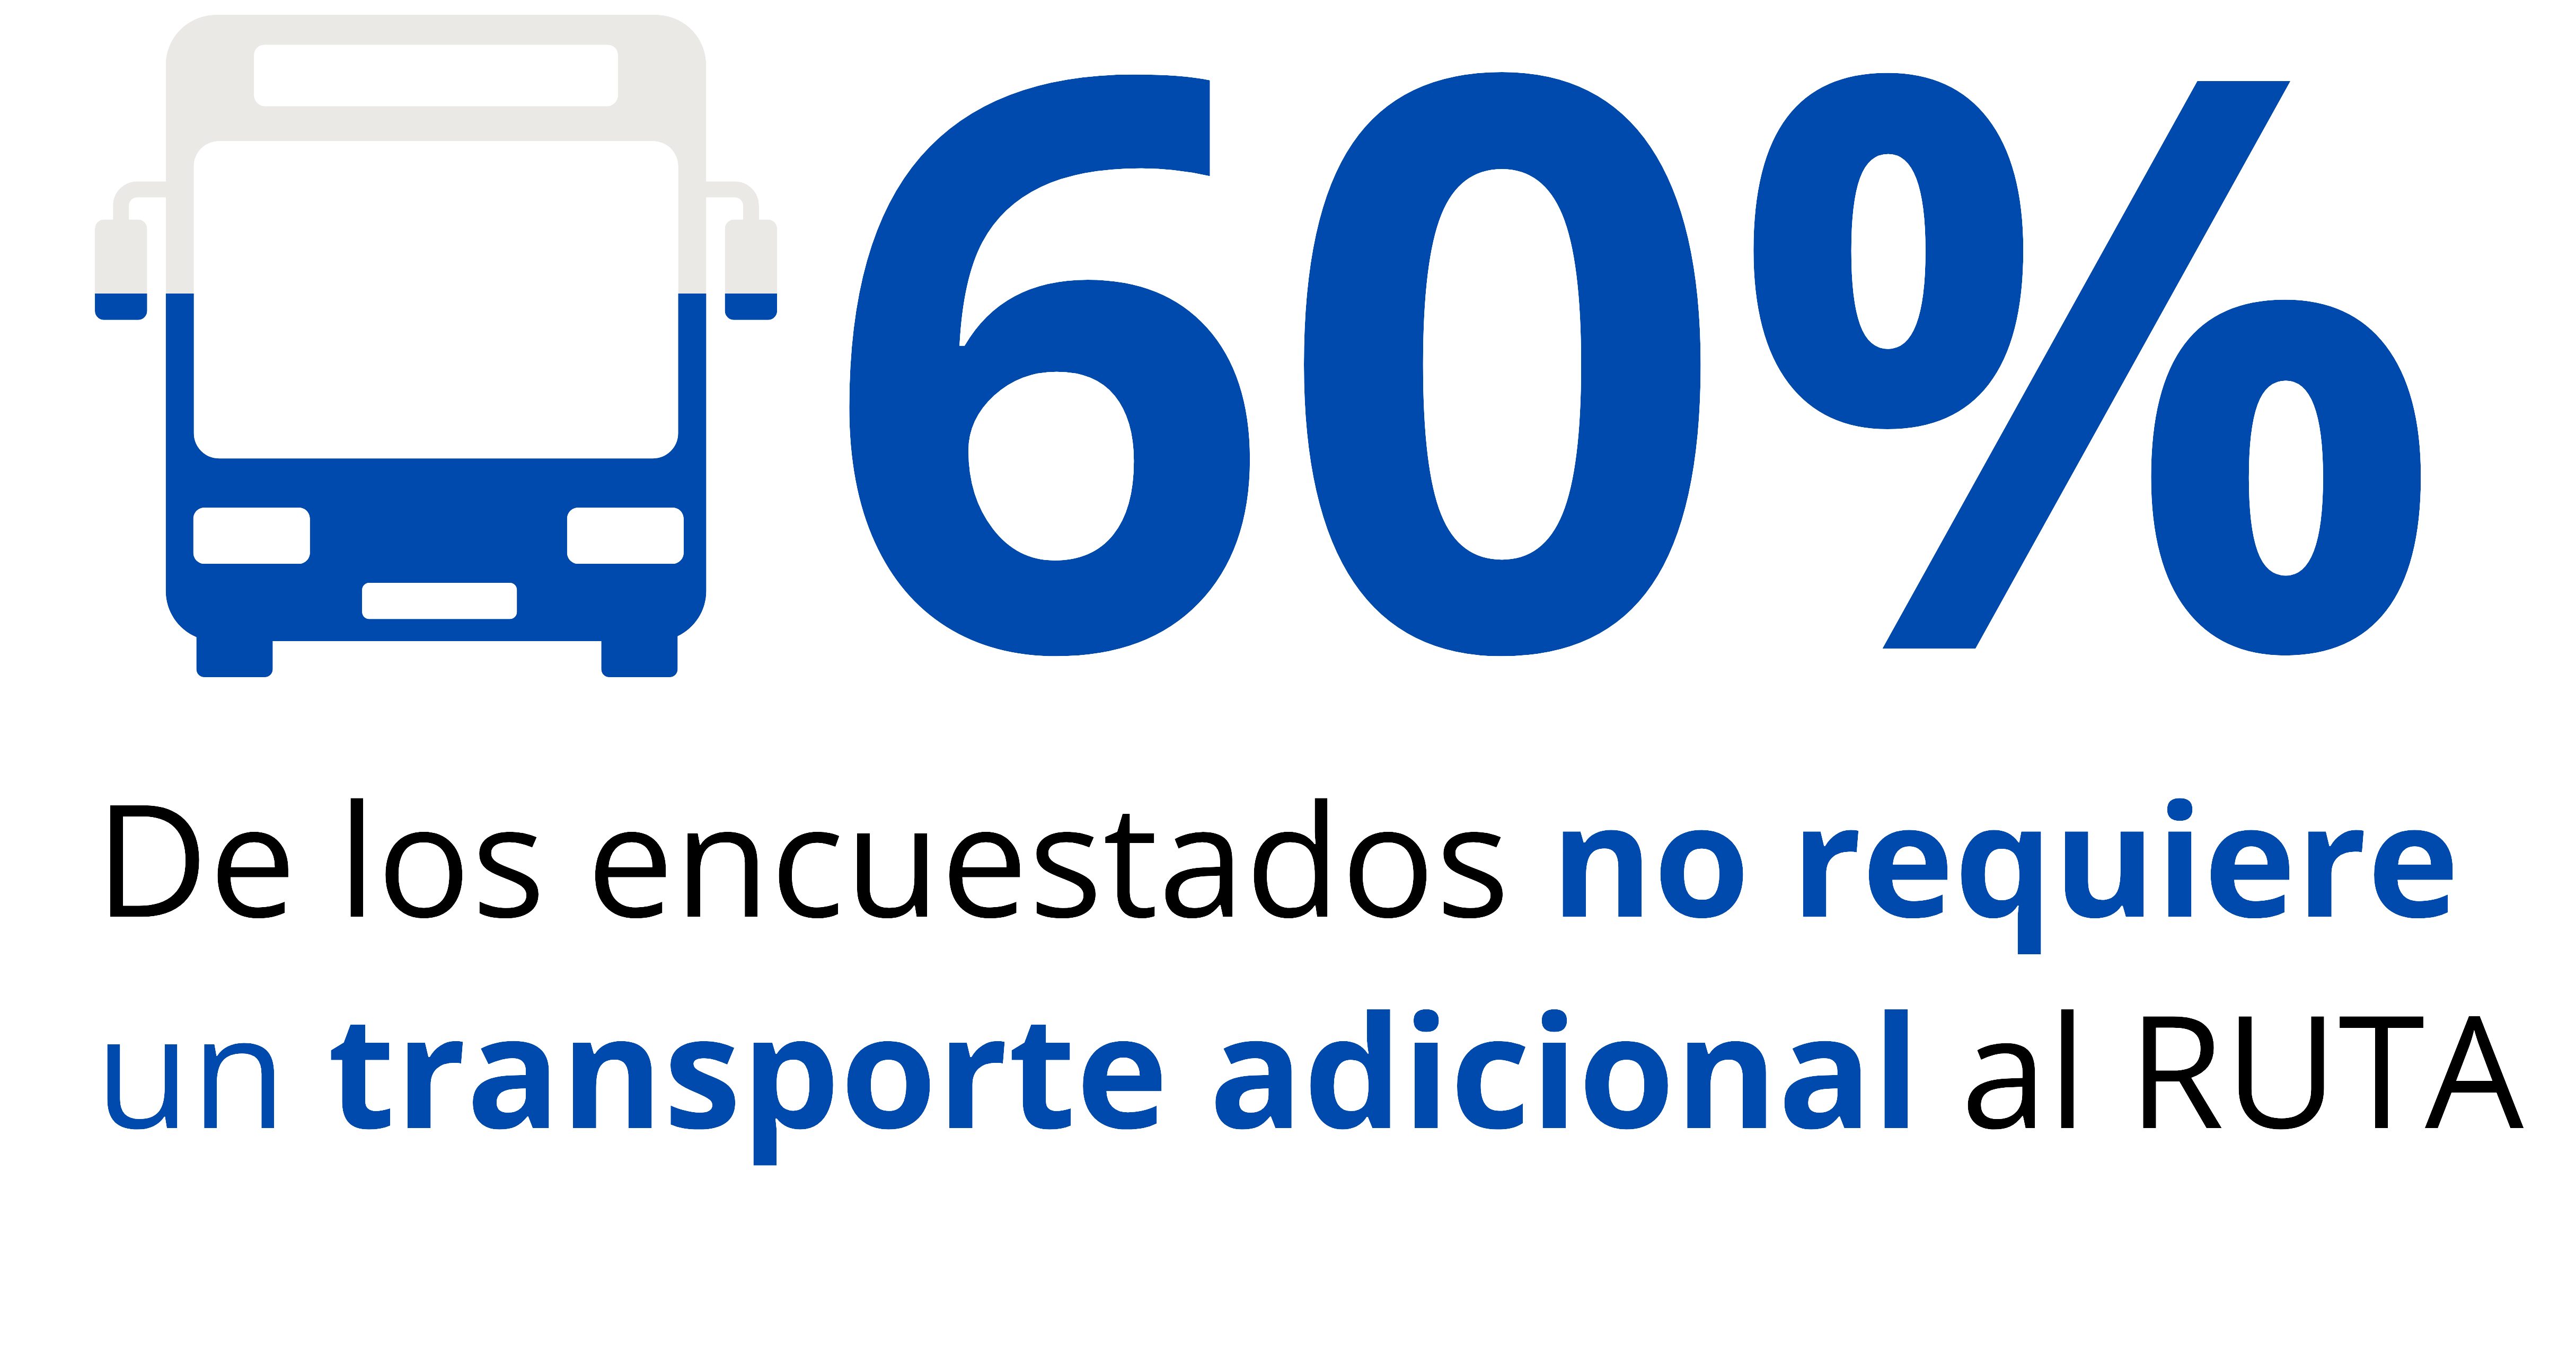 60%
De los encuestados no requiere
un transporte adicional al RUTA